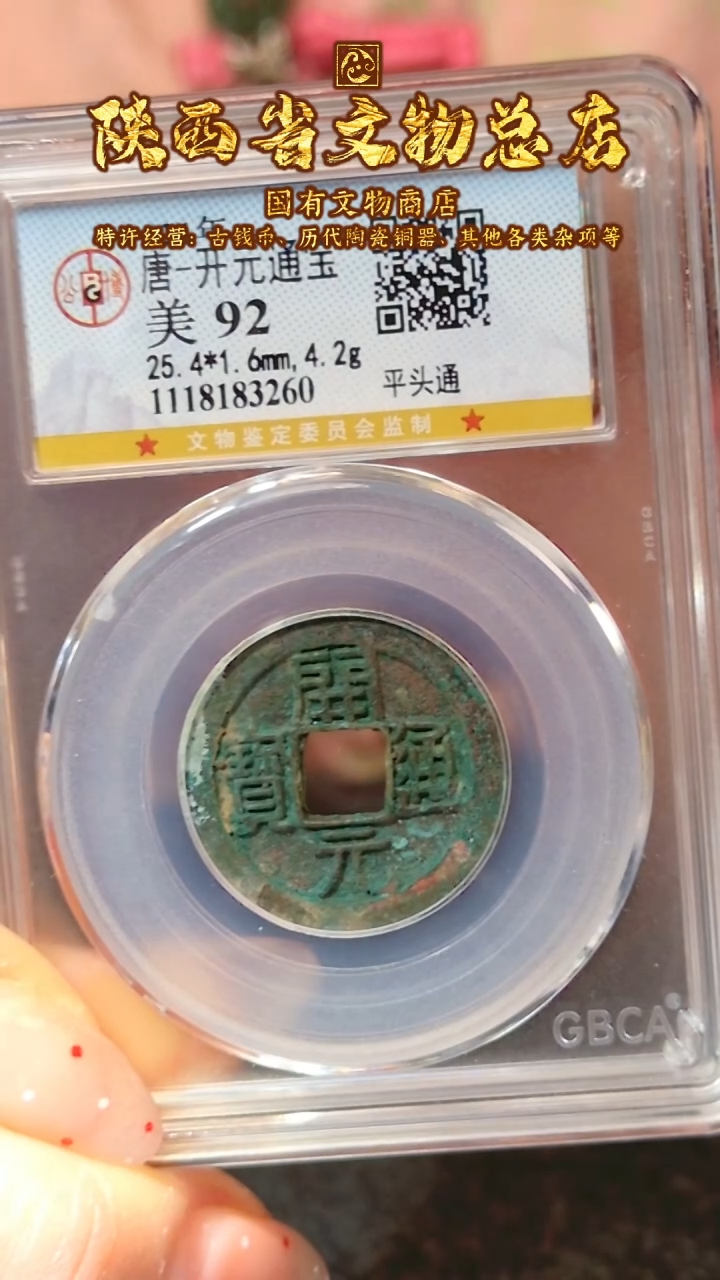 陕西省文物总店
国有文物商店
特许经营：古钱币、历代陶瓷铜器、其他各类杂项等
唐-开元通宝
美 92
25.4*1.6mm,4.2g
1118183260
平头通
★ 文物鉴定委员会监制 ★
GBCA
開
寶 通
元
GBCA